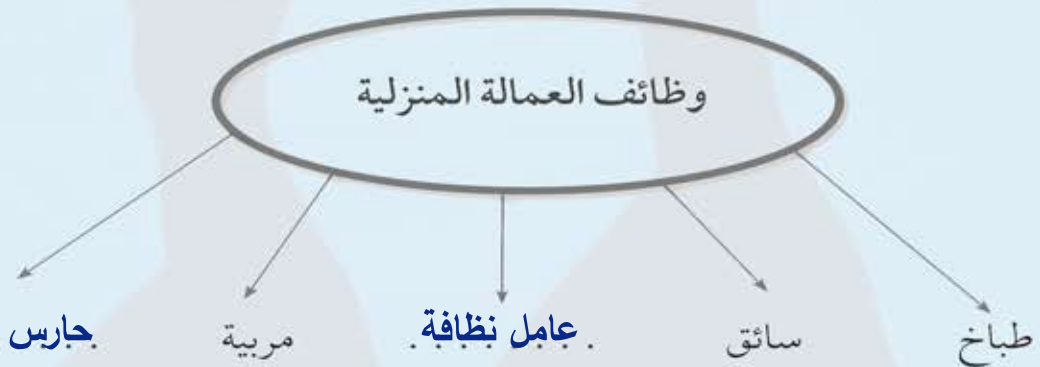 وظائف العمالة المنزلية
طباخ سائق عامل نظافة مربية حارس